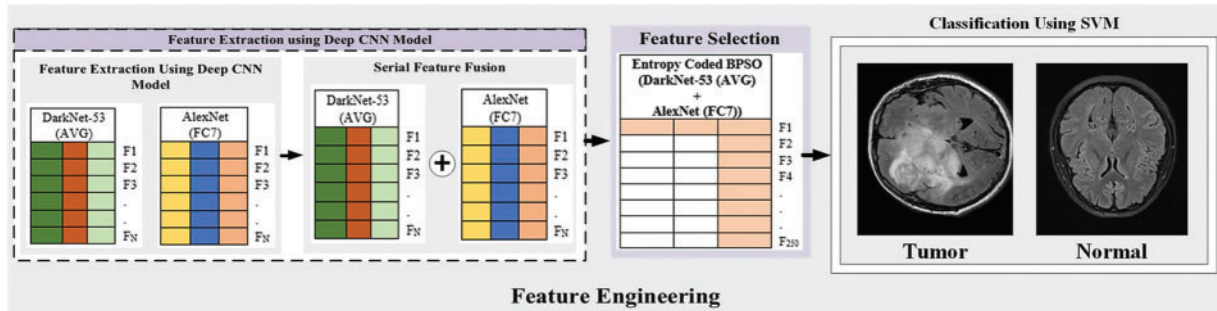 Feature Extraction using Deep CNN Model
Feature Extraction Using Deep CNN
Model
DarkNet-53
(AVG)
F1
F2
F3
.
.
FN
AlexNet
(FC7)
F1
F2
F3
.
.
FN
Serial Feature Fusion
DarkNet-53
(AVG)
F1
F2
F3
.
.
FN
+
AlexNet
(FC7)
F1
F2
F3
.
.
FN
Feature Selection
Entropy Coded BPSO
(DarkNet-53 (AVG)
+
AlexNet (FC7))
F1
F2
F3
F4
.
.
.
F250
Classification Using SVM
Tumor
Normal
Feature Engineering